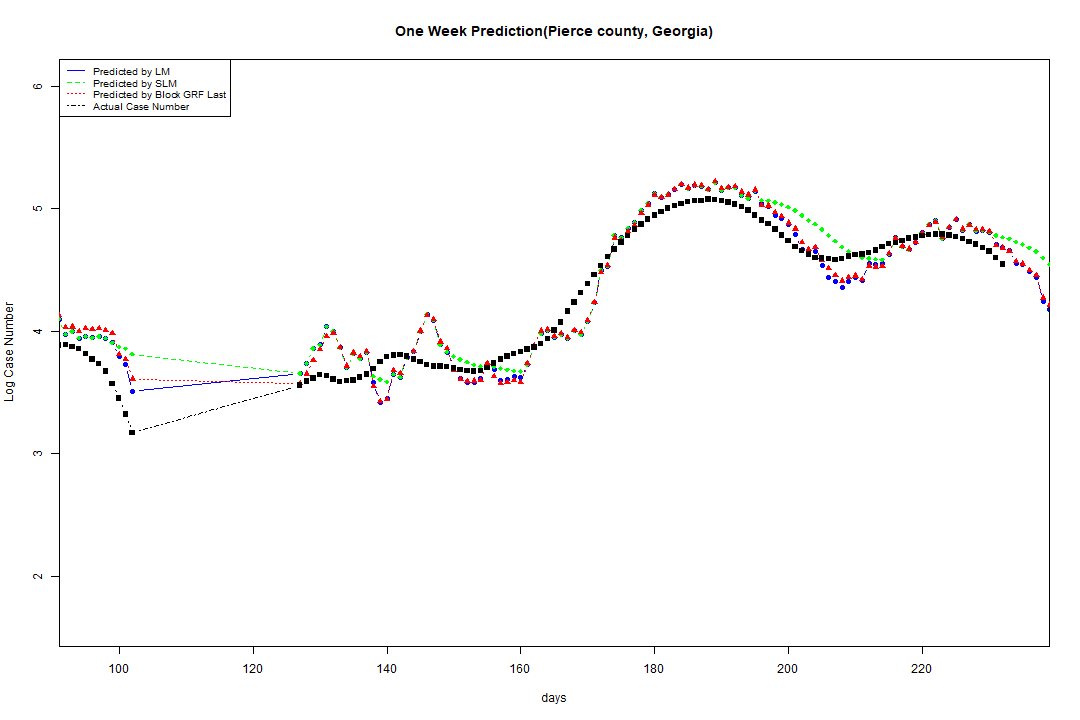 One Week Prediction(Pierce county, Georgia)
Predicted by LM
Predicted by SLM
Predicted by Block GRF Last
Actual Case Number
6
5
4
3
2
Log Case Number
100 120 140 160 180 200 220
days